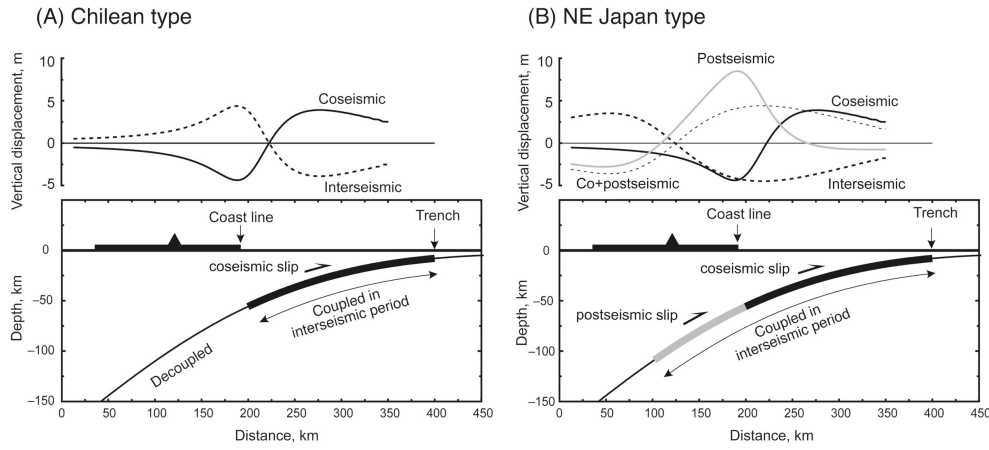 (A) Chilean type
Vertical displacement, m
10
5
0
-5
Coseismic
Interseismic
Coast line
Trench
Depth, km
0
−50
−100
−150
coseismic slip
Coupled in
interseismic period
Decoupled
0 50 100 150 200 250 300 350 400 450
Distance, km
(B) NE Japan type
Vertical displacement, m
10
5
0
-5
Postseismic
Coseismic
Co+postseismic
Interseismic
Coast line
Trench
Depth, km
0
−50
−100
−150
coseismic slip
postseismic slip
Coupled in
interseismic period
0 50 100 150 200 250 300 350 400 450
Distance, km